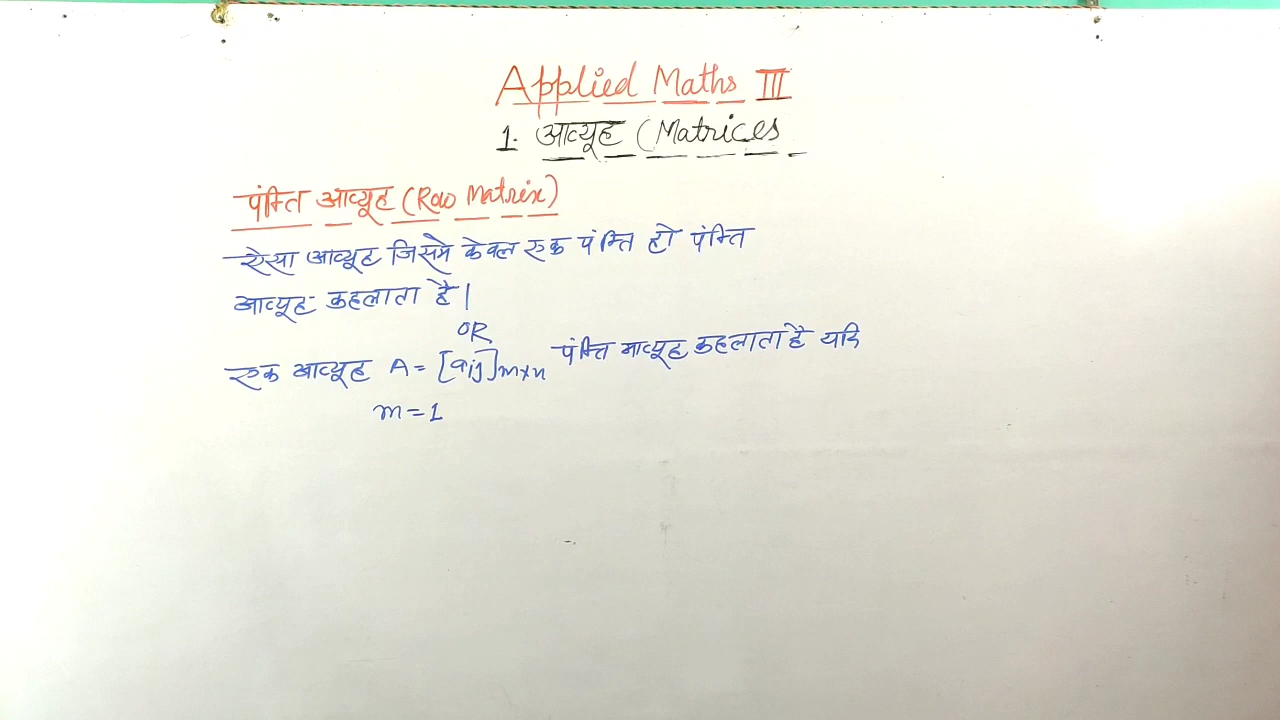 Applied Maths III
1. आव्यूह (Matrices
पंक्ति आव्यूह (Row Matrix)
ऐसा आव्यूह जिसमे केवल एक पंक्ति हो पंक्ति
आव्यूह कहलाता है |
OR
एक आव्यूह A = [aij]m×n पंक्ति आव्यूह कहलाता है यदि
m = 1